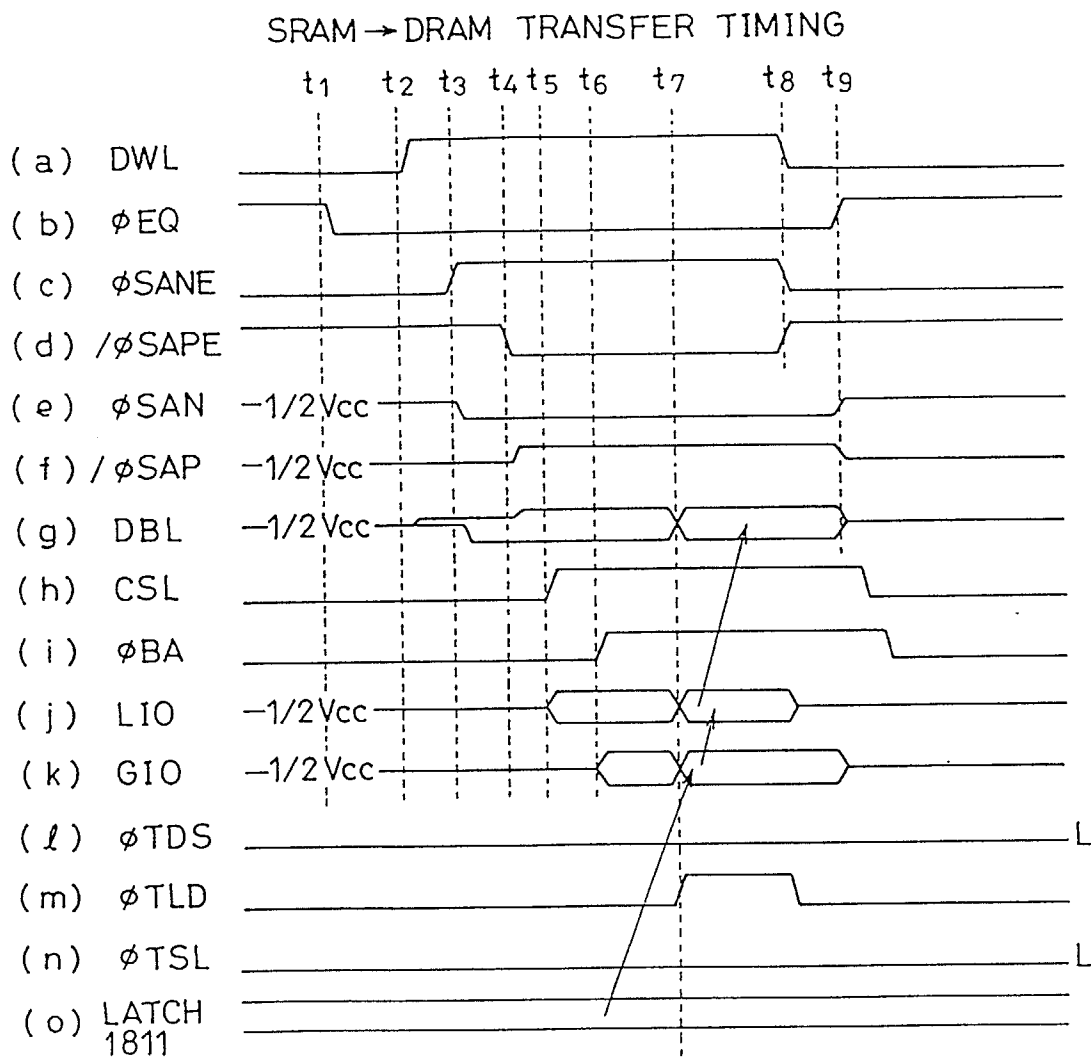 SRAM→DRAM TRANSFER TIMING
t1 t2 t3 t4 t5 t6 t7 t8 t9
(a) DWL
(b) φEQ
(c) φSANE
(d) /φSAPE
(e) φSAN —1/2Vcc
(f) /φSAP —1/2Vcc
(g) DBL —1/2Vcc
(h) CSL
(i) φBA
(j) LIO —1/2Vcc
(k) GIO —1/2Vcc
(ℓ) φTDS L
(m) φTLD
(n) φTSL L
(o) LATCH
1811